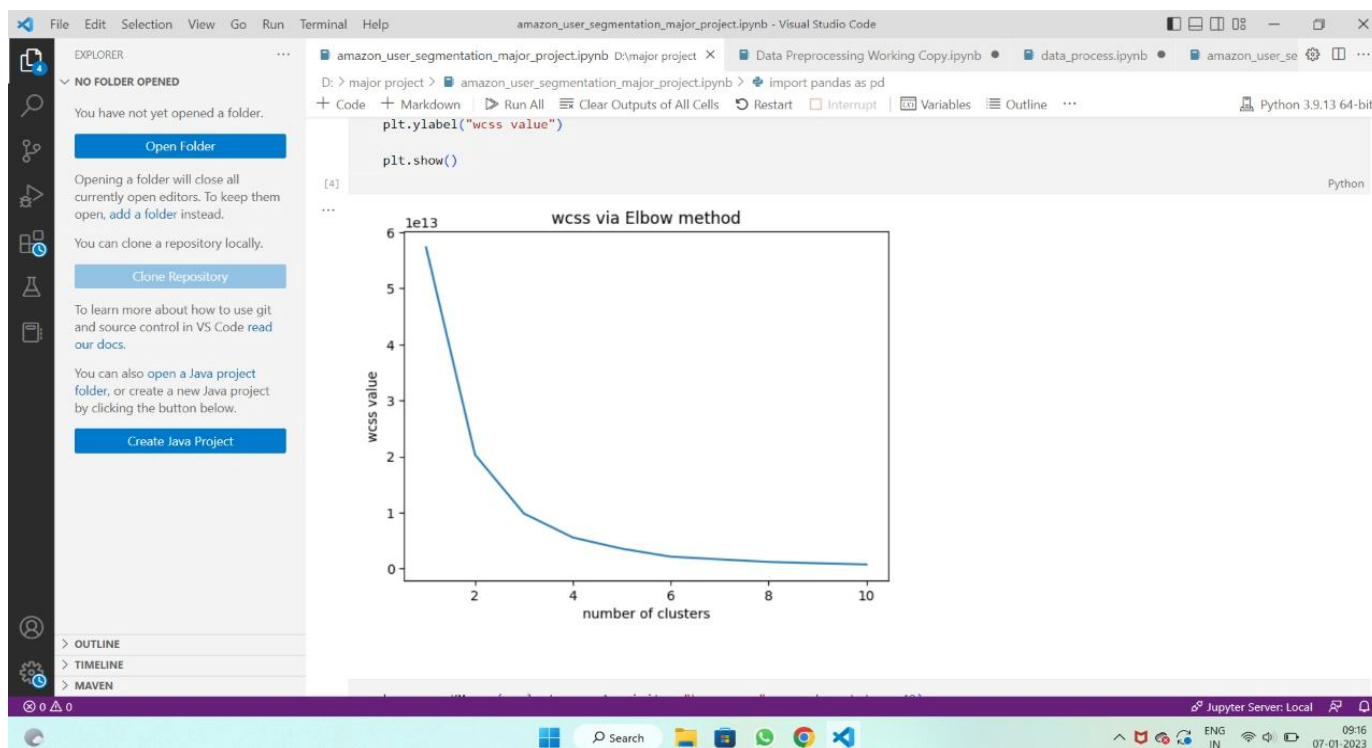 File Edit Selection View Go Run Terminal Help
amazon_user_segmentation_major_project.ipynb - Visual Studio Code
EXPLORER
NO FOLDER OPENED
You have not yet opened a folder.
Open Folder
Opening a folder will close all
currently open editors. To keep them
open, add a folder instead.
You can clone a repository locally.
Clone Repository
To learn more about how to use git
and source control in VS Code read
our docs.
You can also open a Java project
folder, or create a new Java project
by clicking the button below.
Create Java Project
OUTLINE
TIMELINE
MAVEN
amazon_user_segmentation_major_project.ipynb D:\major project
Data Preprocessing Working Copy.ipynb
data_process.ipynb
amazon_user_se
D: > major project > amazon_user_segmentation_major_project.ipynb > import pandas as pd
+ Code + Markdown Run All Clear Outputs of All Cells Restart Interrupt Variables Outline ...
Python 3.9.13 64-bit
plt.ylabel("wcss value")
plt.show()
[4]
Python
wcss via Elbow method
1e13
6
5
4
3
2
1
0
wcss value
2 4 6 8 10
number of clusters
0 0
Jupyter Server: Local
Search
4
ENG
IN
09:16
07-01-2023